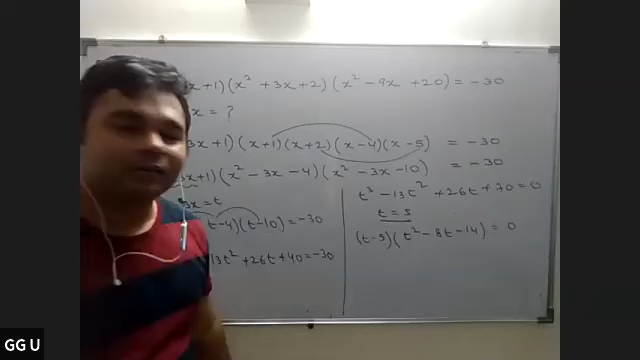 x+1) (x² + 3x + 2) (x² - 9x + 20) = -30
x = ?
3x+1) (x+1) (x+2) (x-4) (x-5) = -30
3x+1) (x² - 3x - 4) (x² - 3x - 10) = -30
3x = t
t-4) (t-10) = -30
13t² + 26t + 40 = -30
t³ - 13t² + 26t + 70 = 0
t = 5
(t-5) ( t² - 8t - 14) = 0
GG U